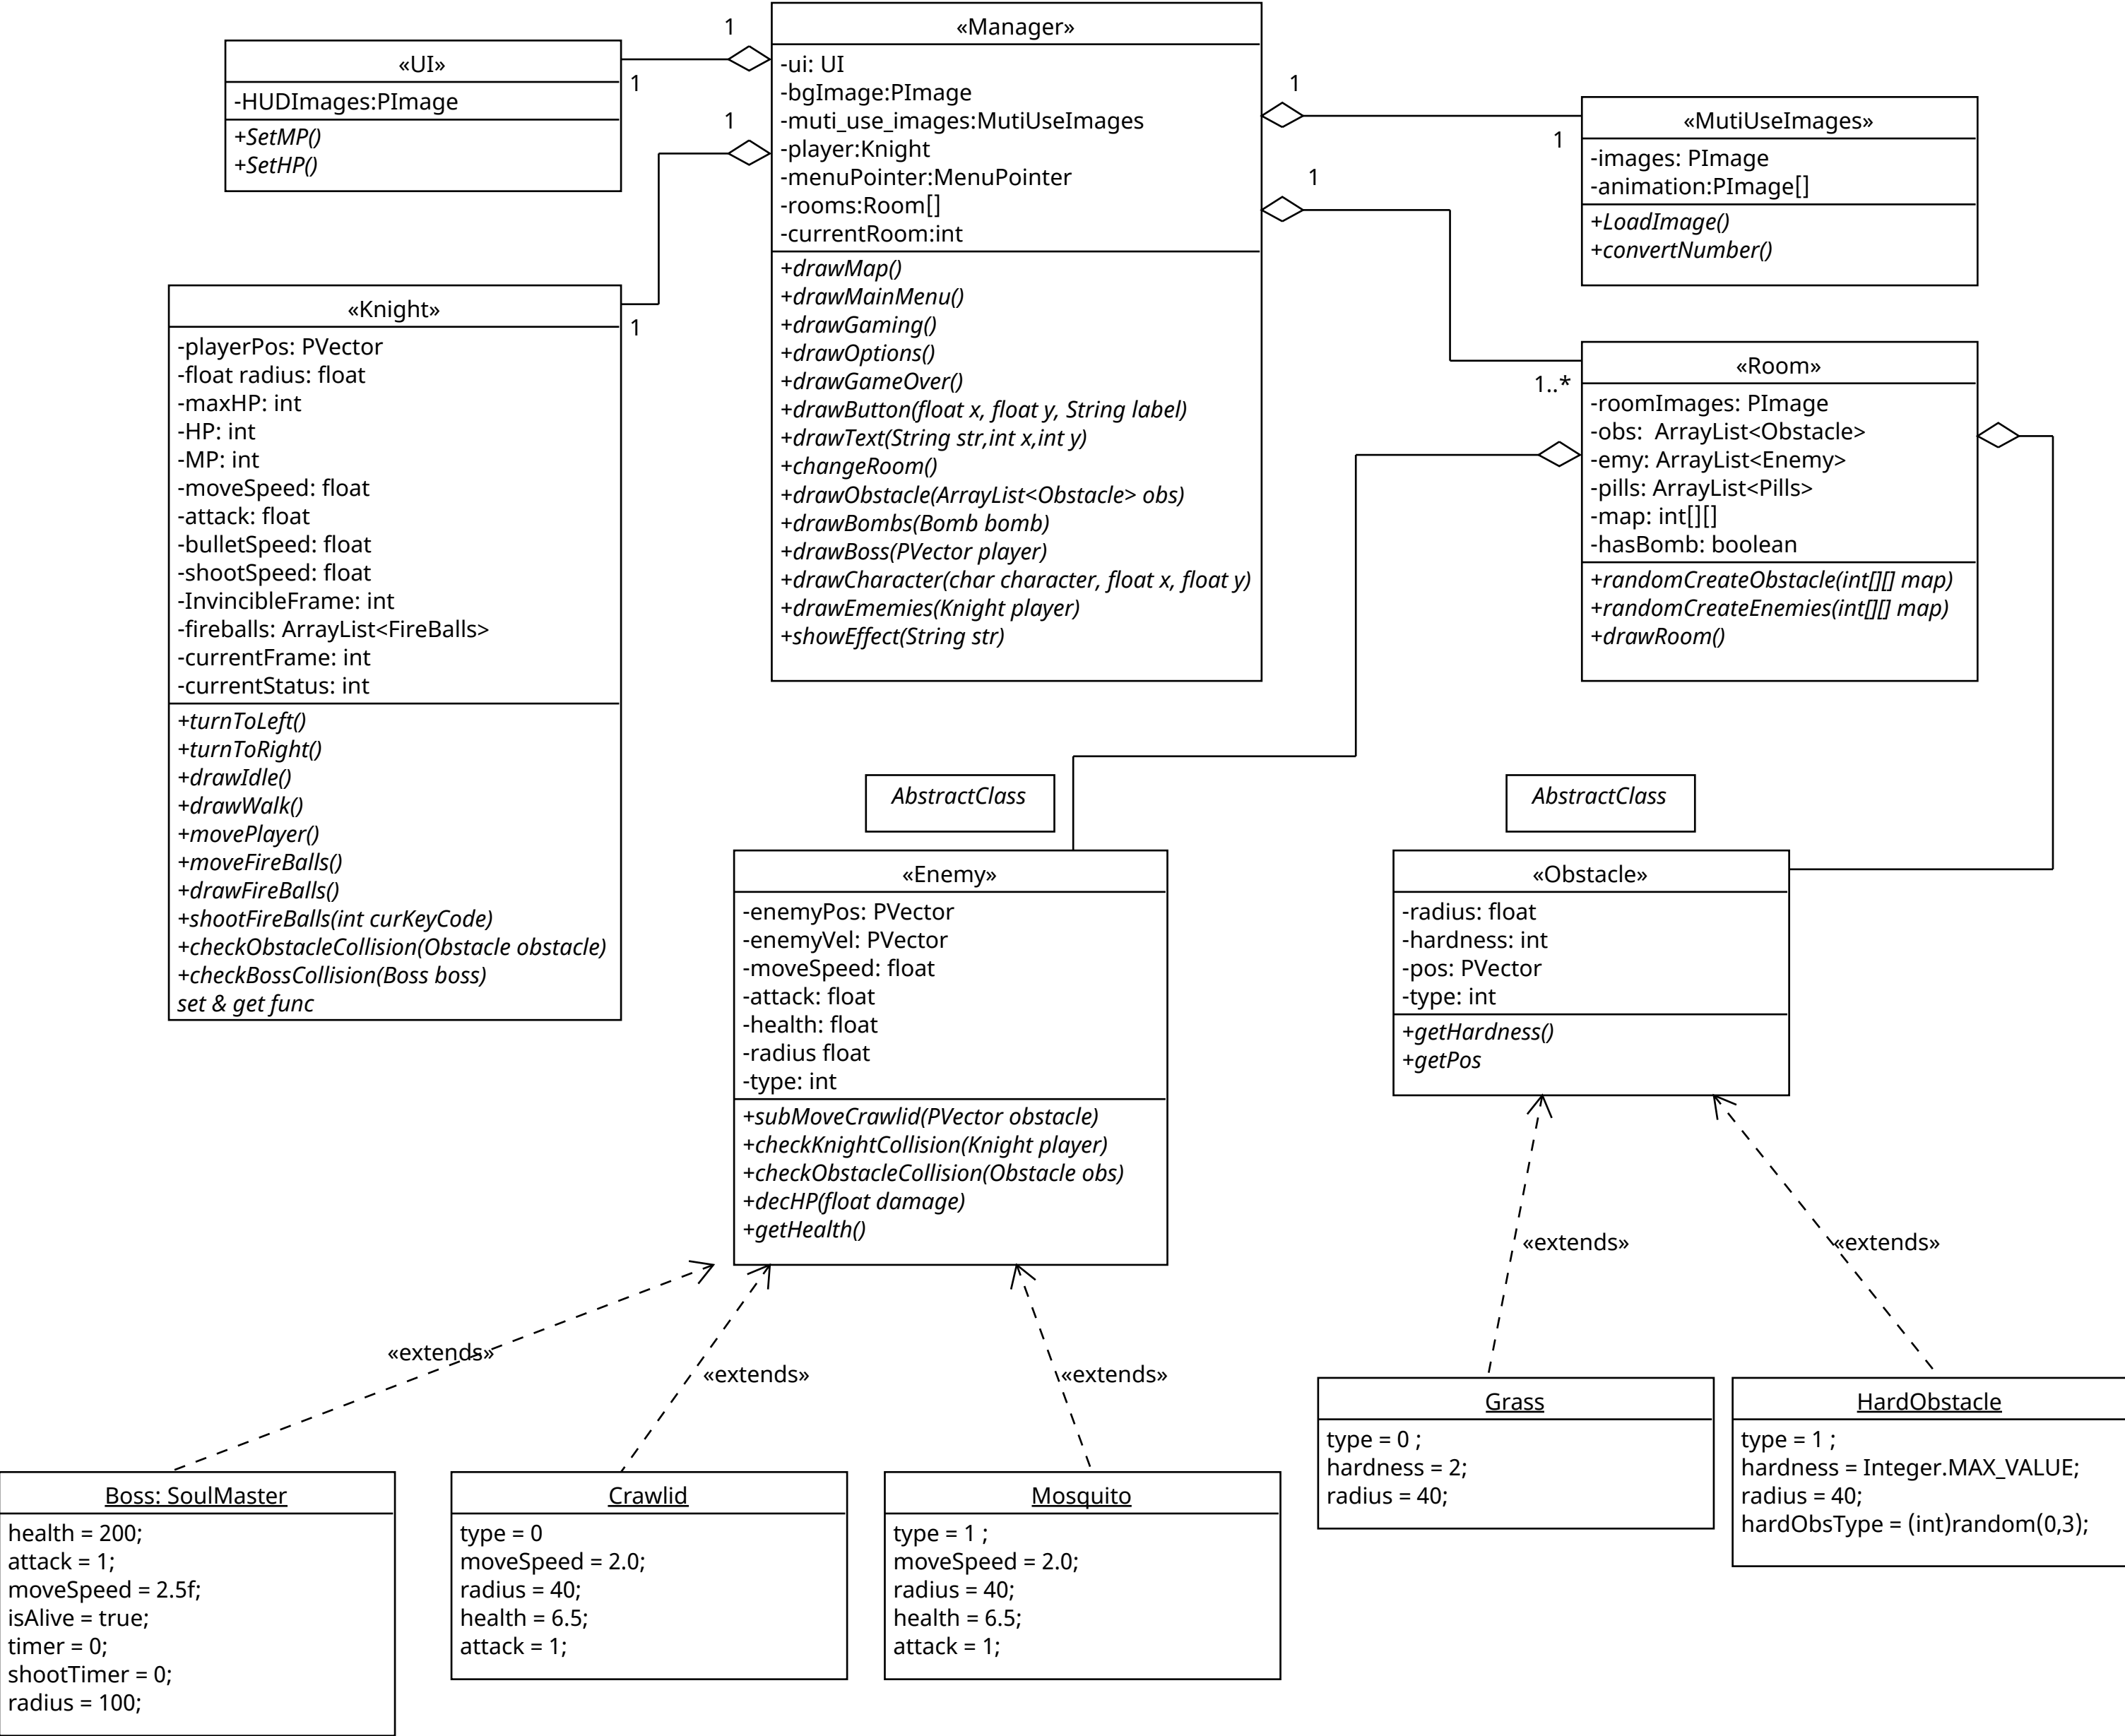 «UI»
-HUDImages:PImage
+SetMP()
+SetHP()
1
1
1
1
«Manager»
-ui: UI
-bgImage:PImage
-muti_use_images:MutiUseImages
-player:Knight
-menuPointer:MenuPointer
-rooms:Room[]
-currentRoom:int
+drawMap()
+drawMainMenu()
+drawGaming()
+drawOptions()
+drawGameOver()
+drawButton(float x, float y, String label)
+drawText(String str,int x,int y)
+changeRoom()
+drawObstacle(ArrayList<Obstacle> obs)
+drawBombs(Bomb bomb)
+drawBoss(PVector player)
+drawCharacter(char character, float x, float y)
+drawEmemies(Knight player)
+showEffect(String str)
1
1
1
1..*
«MutiUseImages»
-images: PImage
-animation:PImage[]
+LoadImage()
+convertNumber()
«Knight»
-playerPos: PVector
-float radius: float
-maxHP: int
-HP: int
-MP: int
-moveSpeed: float
-attack: float
-bulletSpeed: float
-shootSpeed: float
-InvincibleFrame: int
-fireballs: ArrayList<FireBalls>
-currentFrame: int
-currentStatus: int
+turnToLeft()
+turnToRight()
+drawIdle()
+drawWalk()
+movePlayer()
+moveFireBalls()
+drawFireBalls()
+shootFireBalls(int curKeyCode)
+checkObstacleCollision(Obstacle obstacle)
+checkBossCollision(Boss boss)
set & get func
«Room»
-roomImages: PImage
-obs:  ArrayList<Obstacle>
-emy: ArrayList<Enemy>
-pills: ArrayList<Pills>
-map: int[][]
-hasBomb: boolean
+randomCreateObstacle(int[][] map)
+randomCreateEnemies(int[][] map)
+drawRoom()
AbstractClass
«Enemy»
-enemyPos: PVector
-enemyVel: PVector
-moveSpeed: float
-attack: float
-health: float
-radius float
-type: int
+subMoveCrawlid(PVector obstacle)
+checkKnightCollision(Knight player)
+checkObstacleCollision(Obstacle obs)
+decHP(float damage)
+getHealth()
AbstractClass
«Obstacle»
-radius: float
-hardness: int
-pos: PVector
-type: int
+getHardness()
+getPos
«extends»
«extends»
«extends»
«extends»
«extends»
Boss: SoulMaster
health = 200;
attack = 1;
moveSpeed = 2.5f;
isAlive = true;
timer = 0;
shootTimer = 0;
radius = 100;
Crawlid
type = 0
moveSpeed = 2.0;
radius = 40;
health = 6.5;
attack = 1;
Mosquito
type = 1 ;
moveSpeed = 2.0;
radius = 40;
health = 6.5;
attack = 1;
Grass
type = 0 ;
hardness = 2;
radius = 40;
HardObstacle
type = 1 ;
hardness = Integer.MAX_VALUE;
radius = 40;
hardObsType = (int)random(0,3);